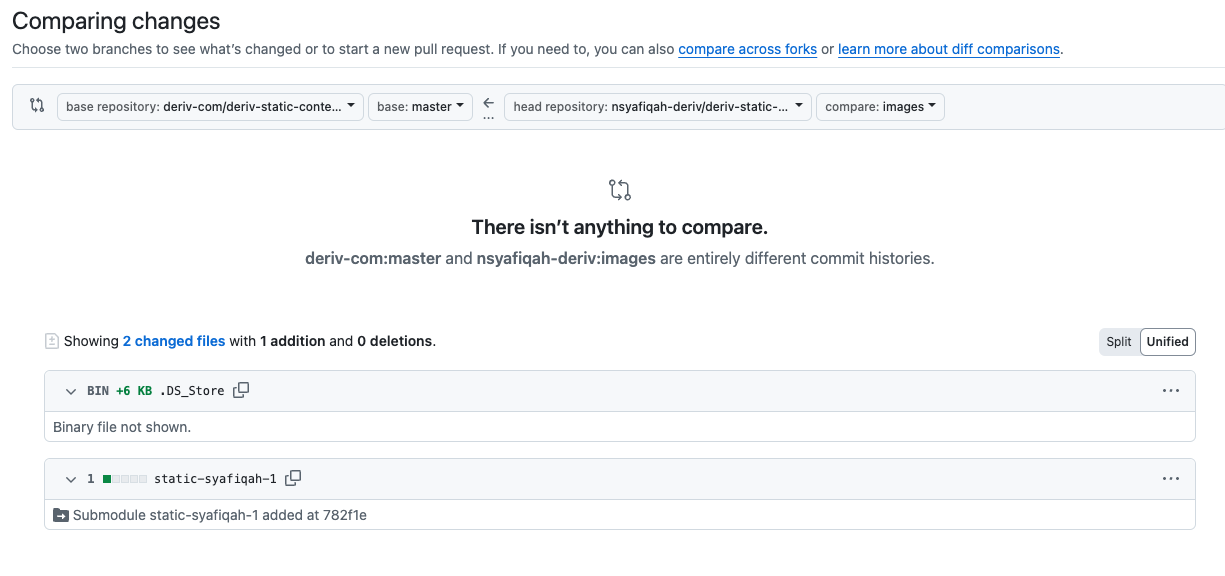 Comparing changes
Choose two branches to see what's changed or to start a new pull request. If you need to, you can also compare across forks or learn more about diff comparisons.
base repository: deriv-com/deriv-static-conte... base: master ... head repository: nsyafiqah-deriv/deriv-static-... compare: images
There isn't anything to compare.
deriv-com:master and nsyafiqah-deriv:images are entirely different commit histories.
Showing 2 changed files with 1 addition and 0 deletions. Split Unified
BIN +6 KB .DS_Store
Binary file not shown.
1 static-syafiqah-1
Submodule static-syafiqah-1 added at 782f1e